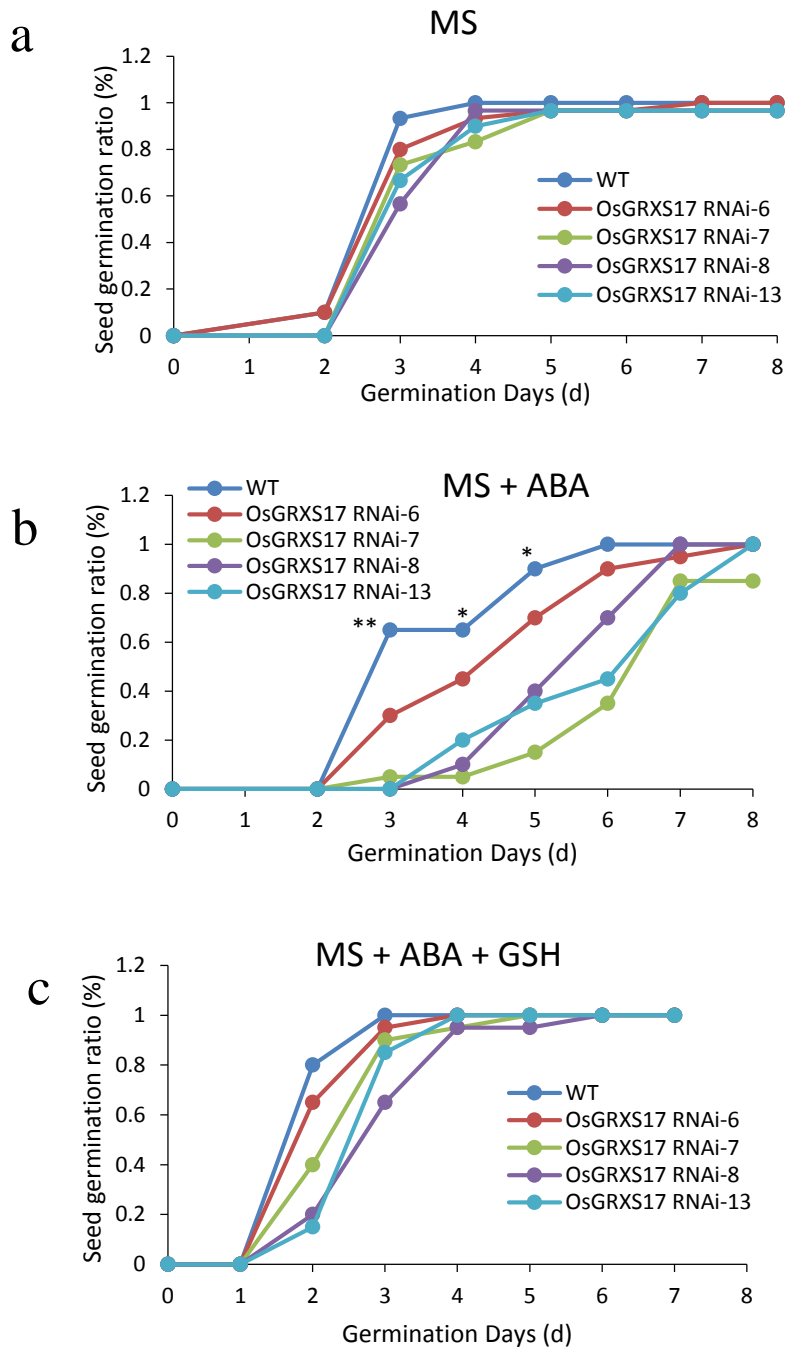 a
MS
Seed germination ratio (%)
1.2
1
0.8
0.6
0.4
0.2
0
WT
OsGRXS17 RNAi-6
OsGRXS17 RNAi-7
OsGRXS17 RNAi-8
OsGRXS17 RNAi-13
0 1 2 3 4 5 6 7 8
Germination Days (d)
b
MS + ABA
WT
OsGRXS17 RNAi-6
OsGRXS17 RNAi-7
OsGRXS17 RNAi-8
OsGRXS17 RNAi-13
Seed germination ratio (%)
1.2
1
0.8
0.6
0.4
0.2
0
**
*
*
0 1 2 3 4 5 6 7 8
Germination Days (d)
c
MS + ABA + GSH
Seed germination ratio (%)
1.2
1
0.8
0.6
0.4
0.2
0
WT
OsGRXS17 RNAi-6
OsGRXS17 RNAi-7
OsGRXS17 RNAi-8
OsGRXS17 RNAi-13
0 1 2 3 4 5 6 7 8
Germination Days (d)